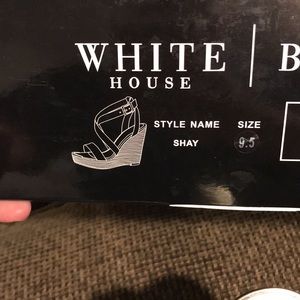 WHITE | B
HOUSE
STYLE NAME SIZE
SHAY 9.5